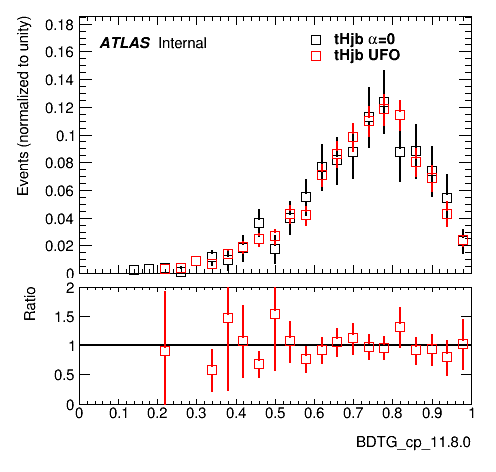 ATLAS Internal
tHjb α=0
tHjb UFO
Events (normalized to unity)
0.18
0.16
0.14
0.12
0.1
0.08
0.06
0.04
0.02
0
Ratio
2
1.5
1
0.5
0
0 0.1 0.2 0.3 0.4 0.5 0.6 0.7 0.8 0.9 1
BDTG_cp_11.8.0